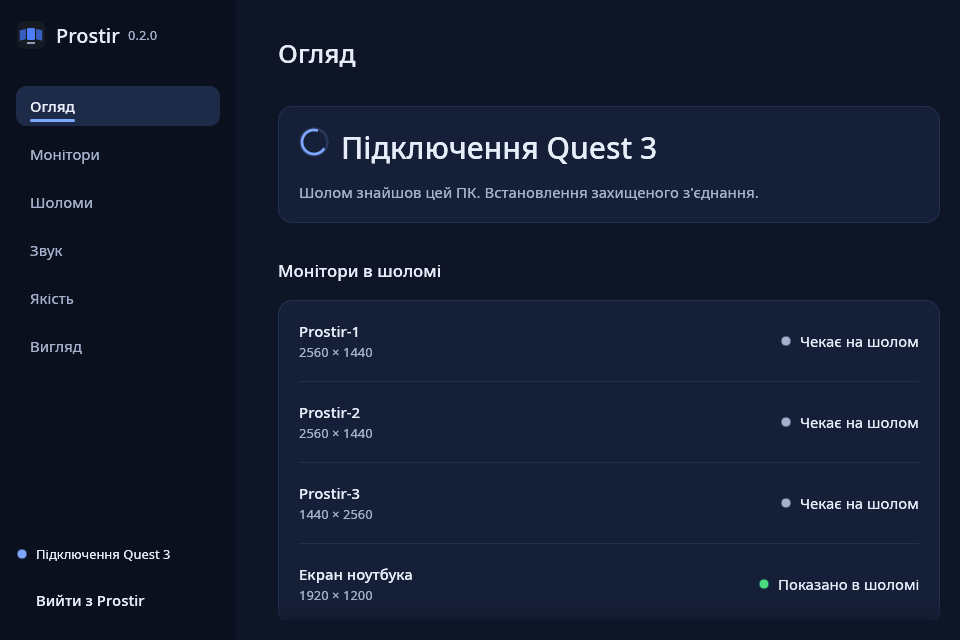 Prostir 0.2.0
Огляд
Монітори
Шоломи
Звук
Якість
Вигляд
Підключення Quest 3
Вийти з Prostir
Огляд
Підключення Quest 3
Шолом знайшов цей ПК. Встановлення захищеного з'єднання.
Монітори в шоломі
Prostir-1
2560 × 1440
Чекає на шолом
Prostir-2
2560 × 1440
Чекає на шолом
Prostir-3
1440 × 2560
Чекає на шолом
Екран ноутбука
1920 × 1200
Показано в шоломі